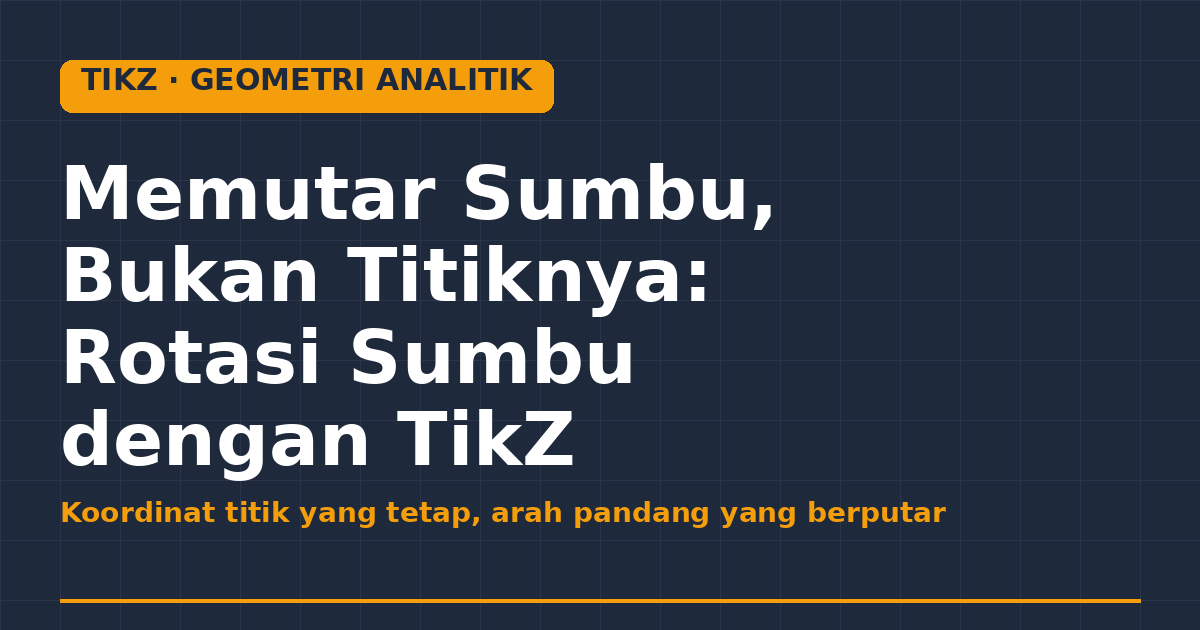 TIKZ · GEOMETRI ANALITIK
Memutar Sumbu,
Bukan Titiknya:
Rotasi Sumbu
dengan TikZ
Koordinat titik yang tetap, arah pandang yang berputar